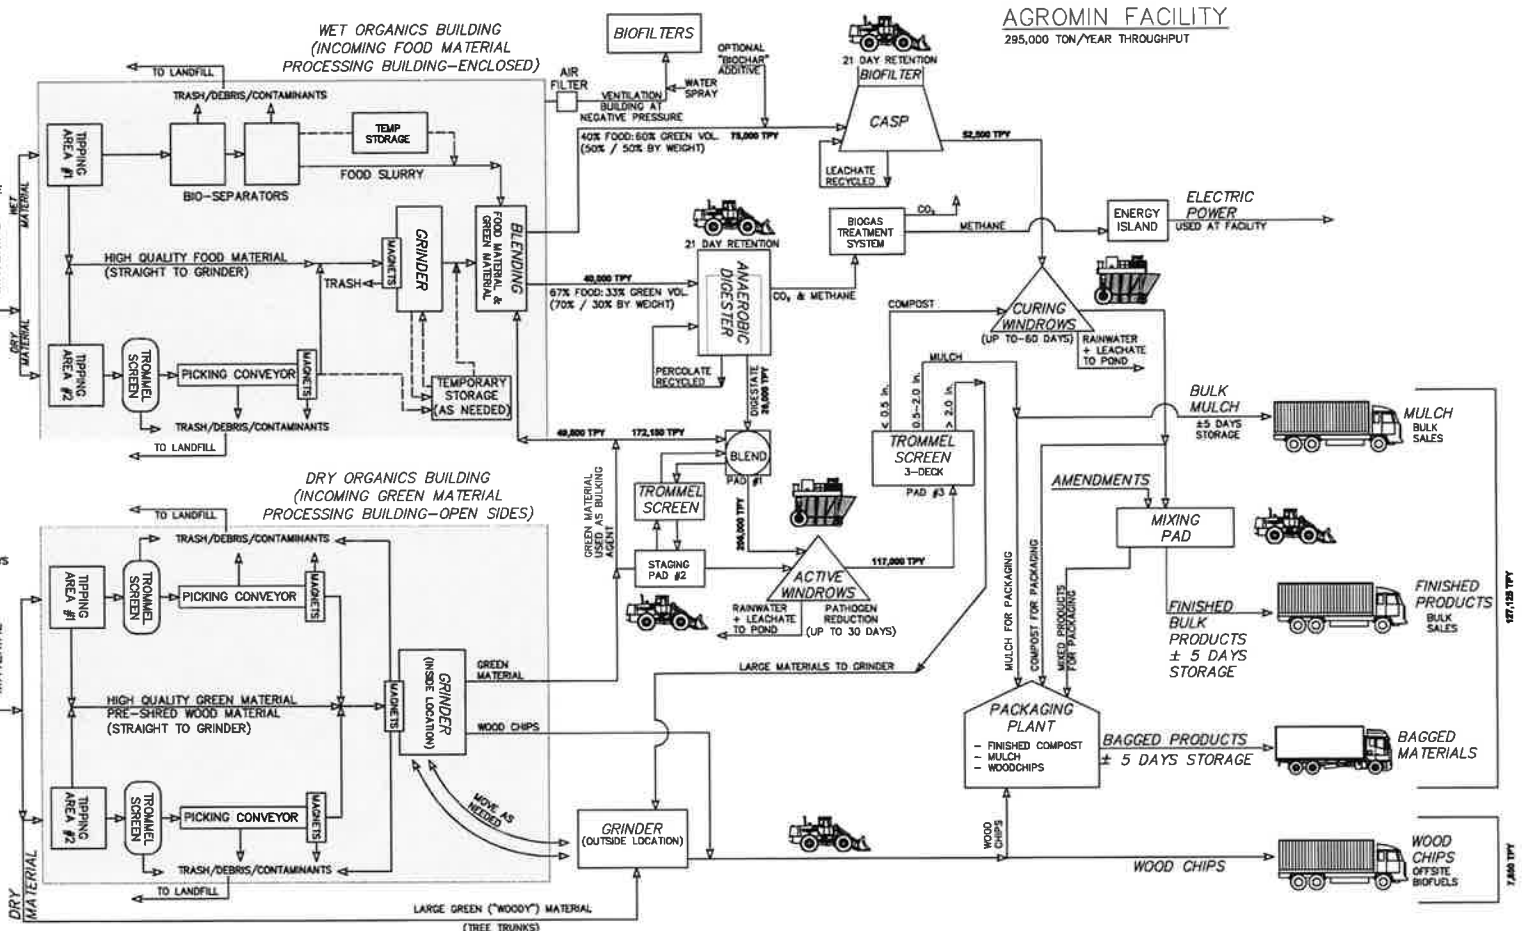 AGROMIN FACILITY
295,000 TON/YEAR THROUGHPUT
WET ORGANICS BUILDING
(INCOMING FOOD MATERIAL
PROCESSING BUILDING-ENCLOSED)
TO LANDFILL
TRASH/DEBRIS/CONTAMINANTS
TIPPING
AREA #1
BIO-SEPARATORS
TEMP
STORAGE
FOOD SLURRY
WET
MATERIAL
DRY
MATERIAL
HIGH QUALITY FOOD MATERIAL
(STRAIGHT TO GRINDER)
TRASH
MAGNETS
GRINDER
BLENDING
FOOD MATERIAL &
GREEN MATERIAL
TIPPING
AREA #2
TROMMEL
SCREEN
PICKING CONVEYOR
MAGNETS
TEMPORARY
STORAGE
(AS NEEDED)
TRASH/DEBRIS/CONTAMINANTS
TO LANDFILL
AIR
FILTER
BIOFILTERS
VENTILATION
BUILDING AT
NEGATIVE PRESSURE
WATER
SPRAY
OPTIONAL
"BIOCHAR"
ADDITIVE
40% FOOD:60% GREEN VOL.
(50% / 50% BY WEIGHT)
75,000 TPY
21 DAY RETENTION
BIOFILTER
CASP
LEACHATE
RECYCLED
52,500 TPY
40,000 TPY
67% FOOD:33% GREEN VOL.
(70% / 30% BY WEIGHT)
21 DAY RETENTION
ANAEROBIC
DIGESTER
PERCOLATE
RECYCLED
CO₂ & METHANE
BIOGAS
TREATMENT
SYSTEM
CO₂
METHANE
ENERGY
ISLAND
ELECTRIC
POWER
USED AT FACILITY
DIGESTATE
COMPOST
CURING
WINDROWS
(UP TO-60 DAYS)
RAINWATER
+ LEACHATE
TO POND
MULCH
< 0.5 in.
0.5-2.0 in.
> 2.0 in.
TROMMEL
SCREEN
3-DECK
PAD #3
172,150 TPY
BLEND
PAD #1
GREEN MATERIAL
USED AS BULKING
AGENT
TROMMEL
SCREEN
STAGING
PAD #2
ACTIVE
WINDROWS
117,000 TPY
RAINWATER
+ LEACHATE
TO POND
PATHOGEN
REDUCTION
(UP TO 30 DAYS)
BULK
MULCH
±5 DAYS
STORAGE
MULCH
BULK
SALES
AMENDMENTS
MIXING
PAD
FINISHED
BULK
PRODUCTS
± 5 DAYS
STORAGE
FINISHED
PRODUCTS
BULK
SALES
127,125 TPY
MULCH FOR PACKAGING
COMPOST FOR PACKAGING
MIXED PRODUCTS
FOR PACKAGING
PACKAGING
PLANT
- FINISHED COMPOST
- MULCH
- WOODCHIPS
BAGGED PRODUCTS
± 5 DAYS STORAGE
BAGGED
MATERIALS
DRY ORGANICS BUILDING
(INCOMING GREEN MATERIAL
PROCESSING BUILDING-OPEN SIDES)
TO LANDFILL
TRASH/DEBRIS/CONTAMINANTS
TIPPING
AREA #1
TROMMEL
SCREEN
PICKING CONVEYOR
MAGNETS
HIGH QUALITY GREEN MATERIAL
PRE-SHRED WOOD MATERIAL
(STRAIGHT TO GRINDER)
MAGNETS
GRINDER
(INSIDE LOCATION)
GREEN
MATERIAL
WOOD CHIPS
TIPPING
AREA #2
TROMMEL
SCREEN
PICKING CONVEYOR
MAGNETS
TRASH/DEBRIS/CONTAMINANTS
TO LANDFILL
DRY
MATERIAL
MOVE AS
NEEDED
LARGE MATERIALS TO GRINDER
GRINDER
(OUTSIDE LOCATION)
WOOD
CHIPS
WOOD CHIPS
WOOD
CHIPS
OFFSITE
BIOFUELS
LARGE GREEN ("WOODY") MATERIAL
(TREE TRUNKS)